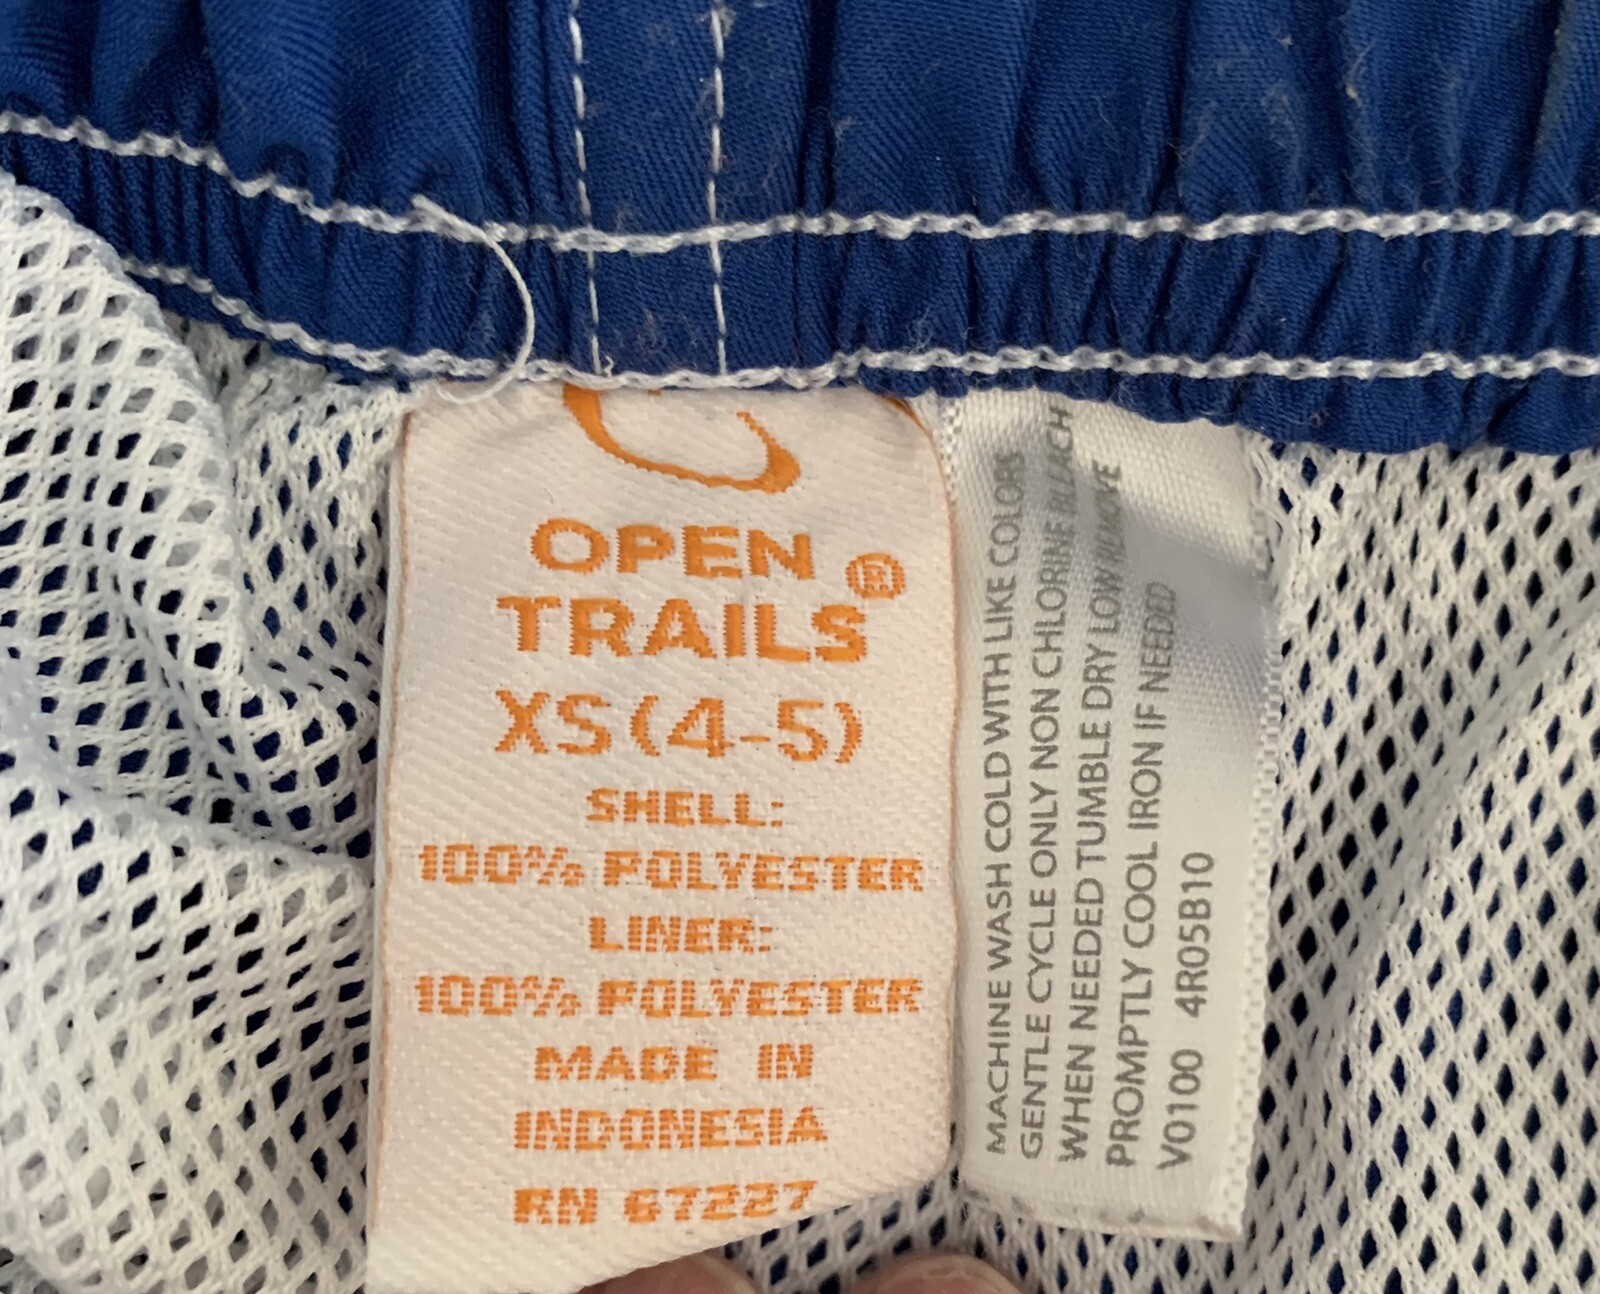 OPEN
TRAILS®
XS (4-5)
SHELL:
100% POLYESTER
LINER:
100% POLYESTER
MADE IN
INDONESIA
RN 67227
MACHINE WASH COLD WITH LIKE COLORS
GENTLE CYCLE ONLY NON CHLORINE BLEACH
WHEN NEEDED TUMBLE DRY LOW REMOVE
PROMPTLY COOL IRON IF NEEDED
V0100 4R05B10